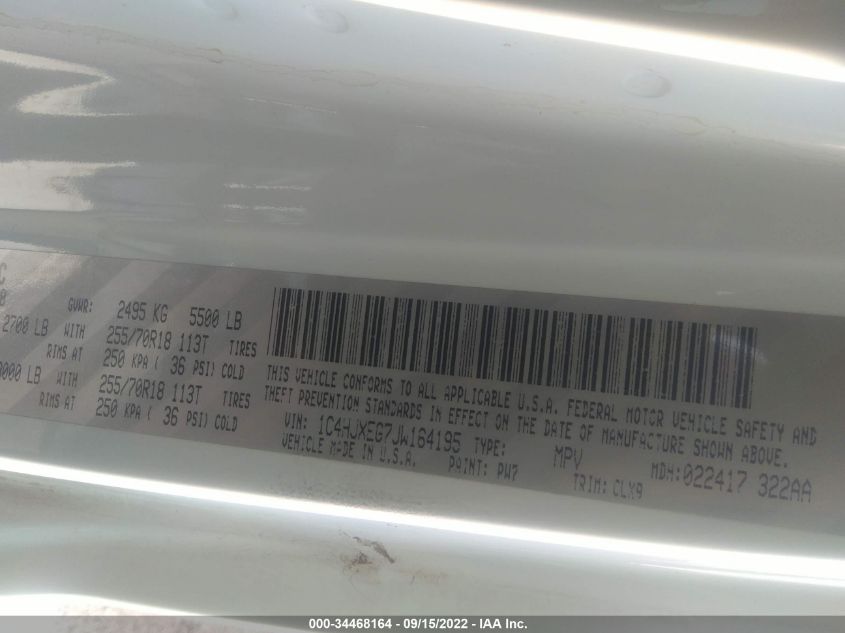 C
B
GVWR: 2495 KG 5500 LB
2700 LB WITH 255/70R18 113T TIRES
RIMS AT 250 KPA ( 36 PSI) COLD
000 LB WITH 255/70R18 113T TIRES
RIMS AT 250 KPA ( 36 PSI) COLD
THIS VEHICLE CONFORMS TO ALL APPLICABLE U.S.A. FEDERAL MOTOR VEHICLE SAFETY AND
THEFT PREVENTION STANDARDS IN EFFECT ON THE DATE OF MANUFACTURE SHOWN ABOVE.
VIN: 1C4HJXEG7JW164195 TYPE: MPV MDH:022417 322AA
VEHICLE MADE IN U.S.A. PAINT: PW7 TRIM: CLX9
000-34468164 - 09/15/2022 - IAA Inc.